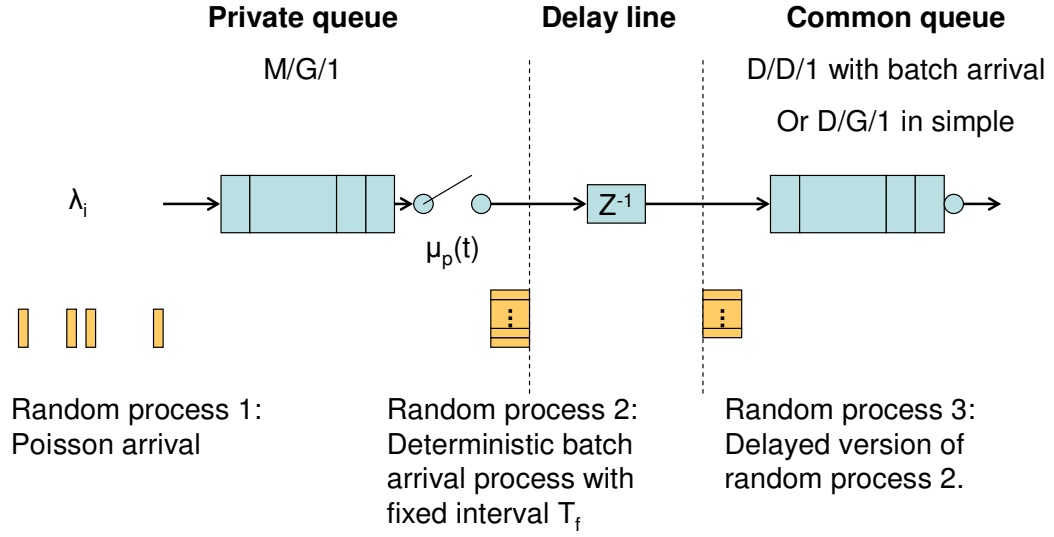 Private queue
Delay line
Common queue
M/G/1
D/D/1 with batch arrival
Or D/G/1 in simple
λi
Z-1
μp(t)
Random process 1:
Poisson arrival
Random process 2:
Deterministic batch
arrival process with
fixed interval Tf
Random process 3:
Delayed version of
random process 2.